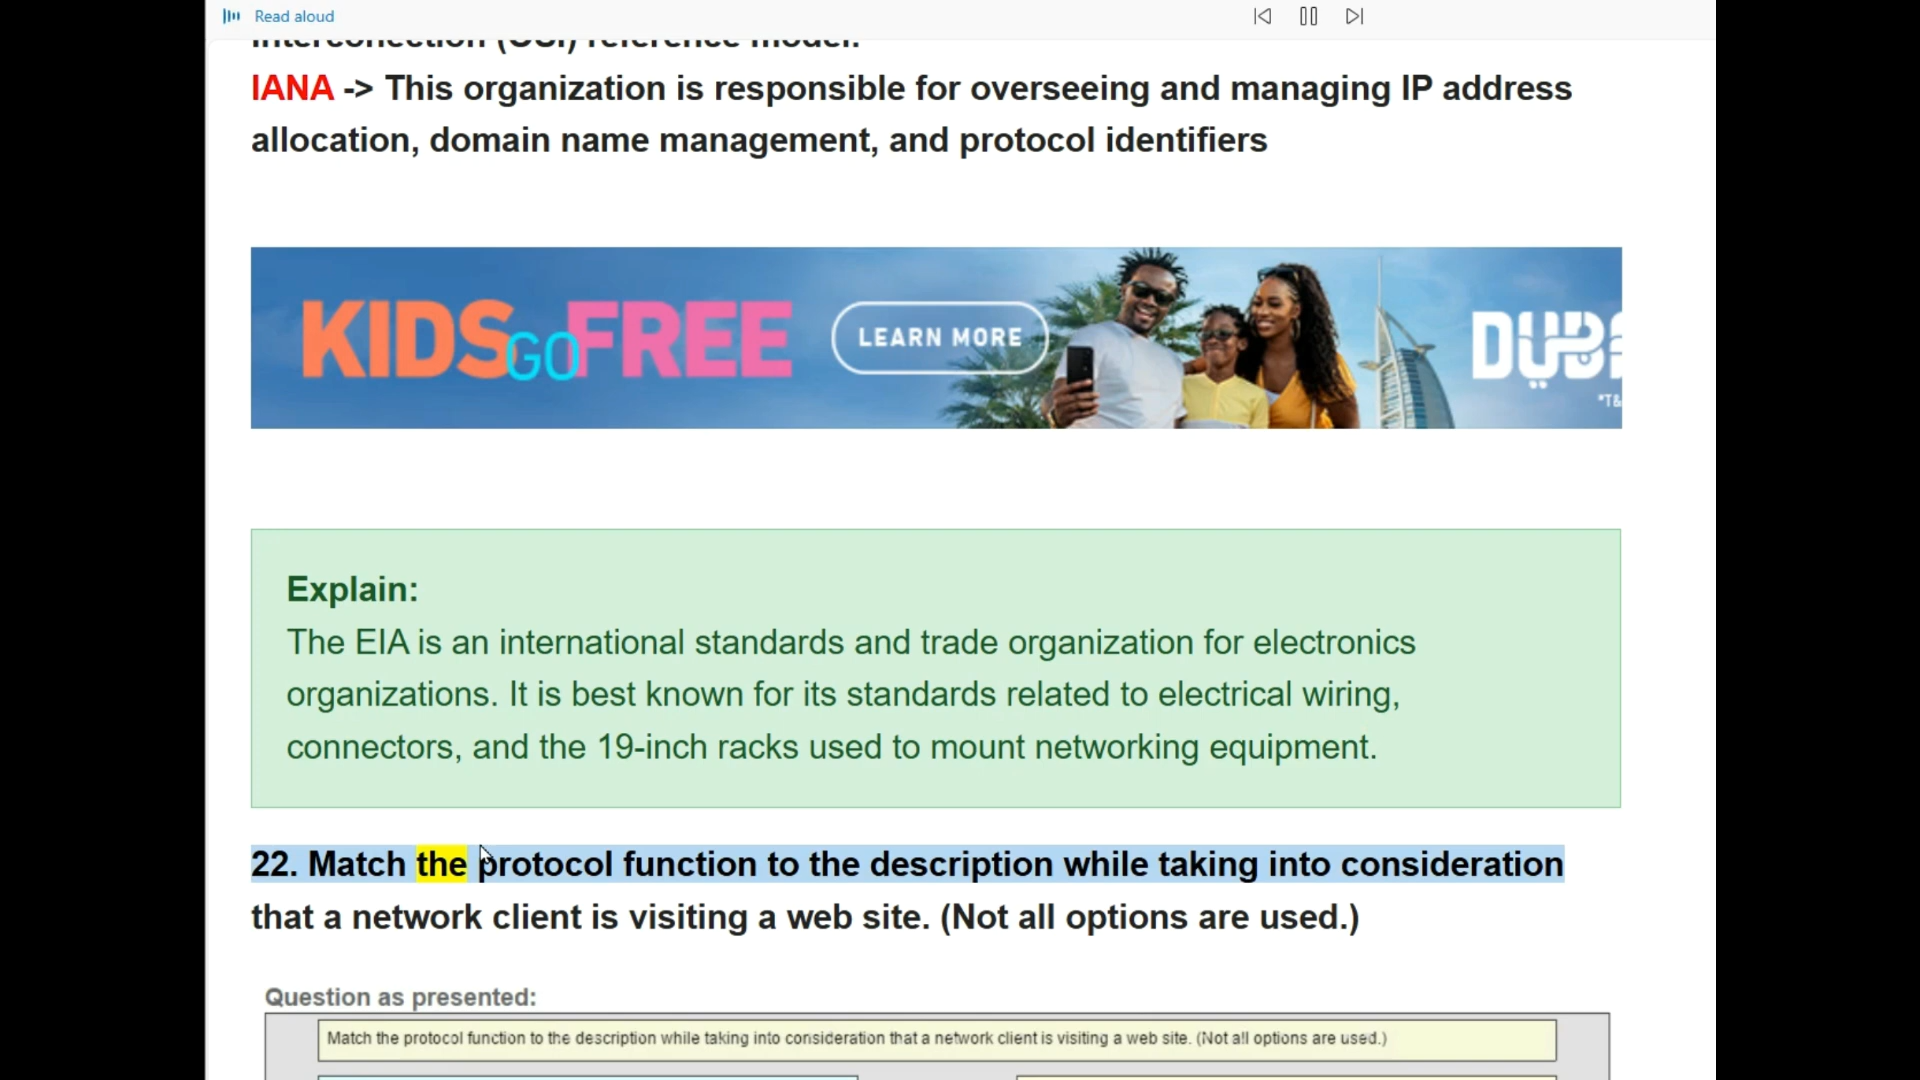 Read aloud
Interconection (OSI) reference model.
IANA -> This organization is responsible for overseeing and managing IP address
allocation, domain name management, and protocol identifiers
KIDS GO FREE
LEARN MORE
*T&
Explain:
The EIA is an international standards and trade organization for electronics
organizations. It is best known for its standards related to electrical wiring,
connectors, and the 19-inch racks used to mount networking equipment.
22. Match the protocol function to the description while taking into consideration
that a network client is visiting a web site. (Not all options are used.)
Question as presented:
Match the protocol function to the description while taking into consideration that a network client is visiting a web site. (Not all options are used.)